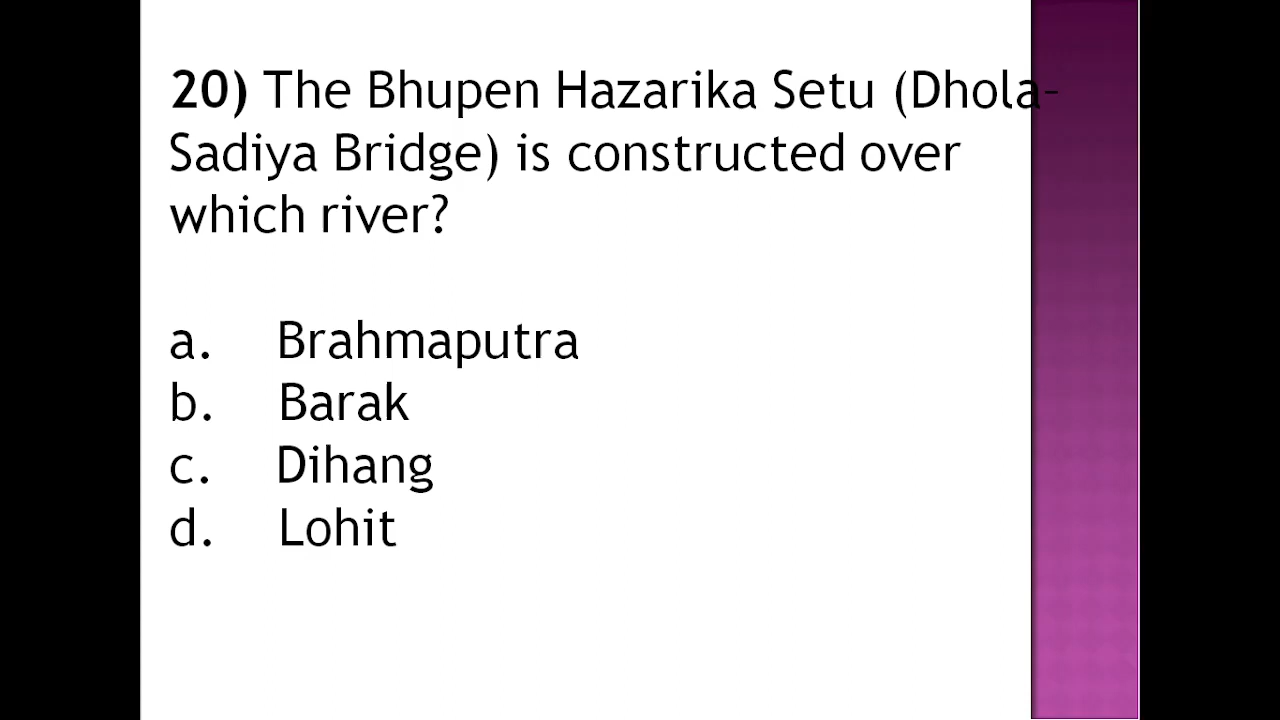 20) The Bhupen Hazarika Setu (Dhola-
Sadiya Bridge) is constructed over
which river?
a. Brahmaputra
b. Barak
c. Dihang
d. Lohit